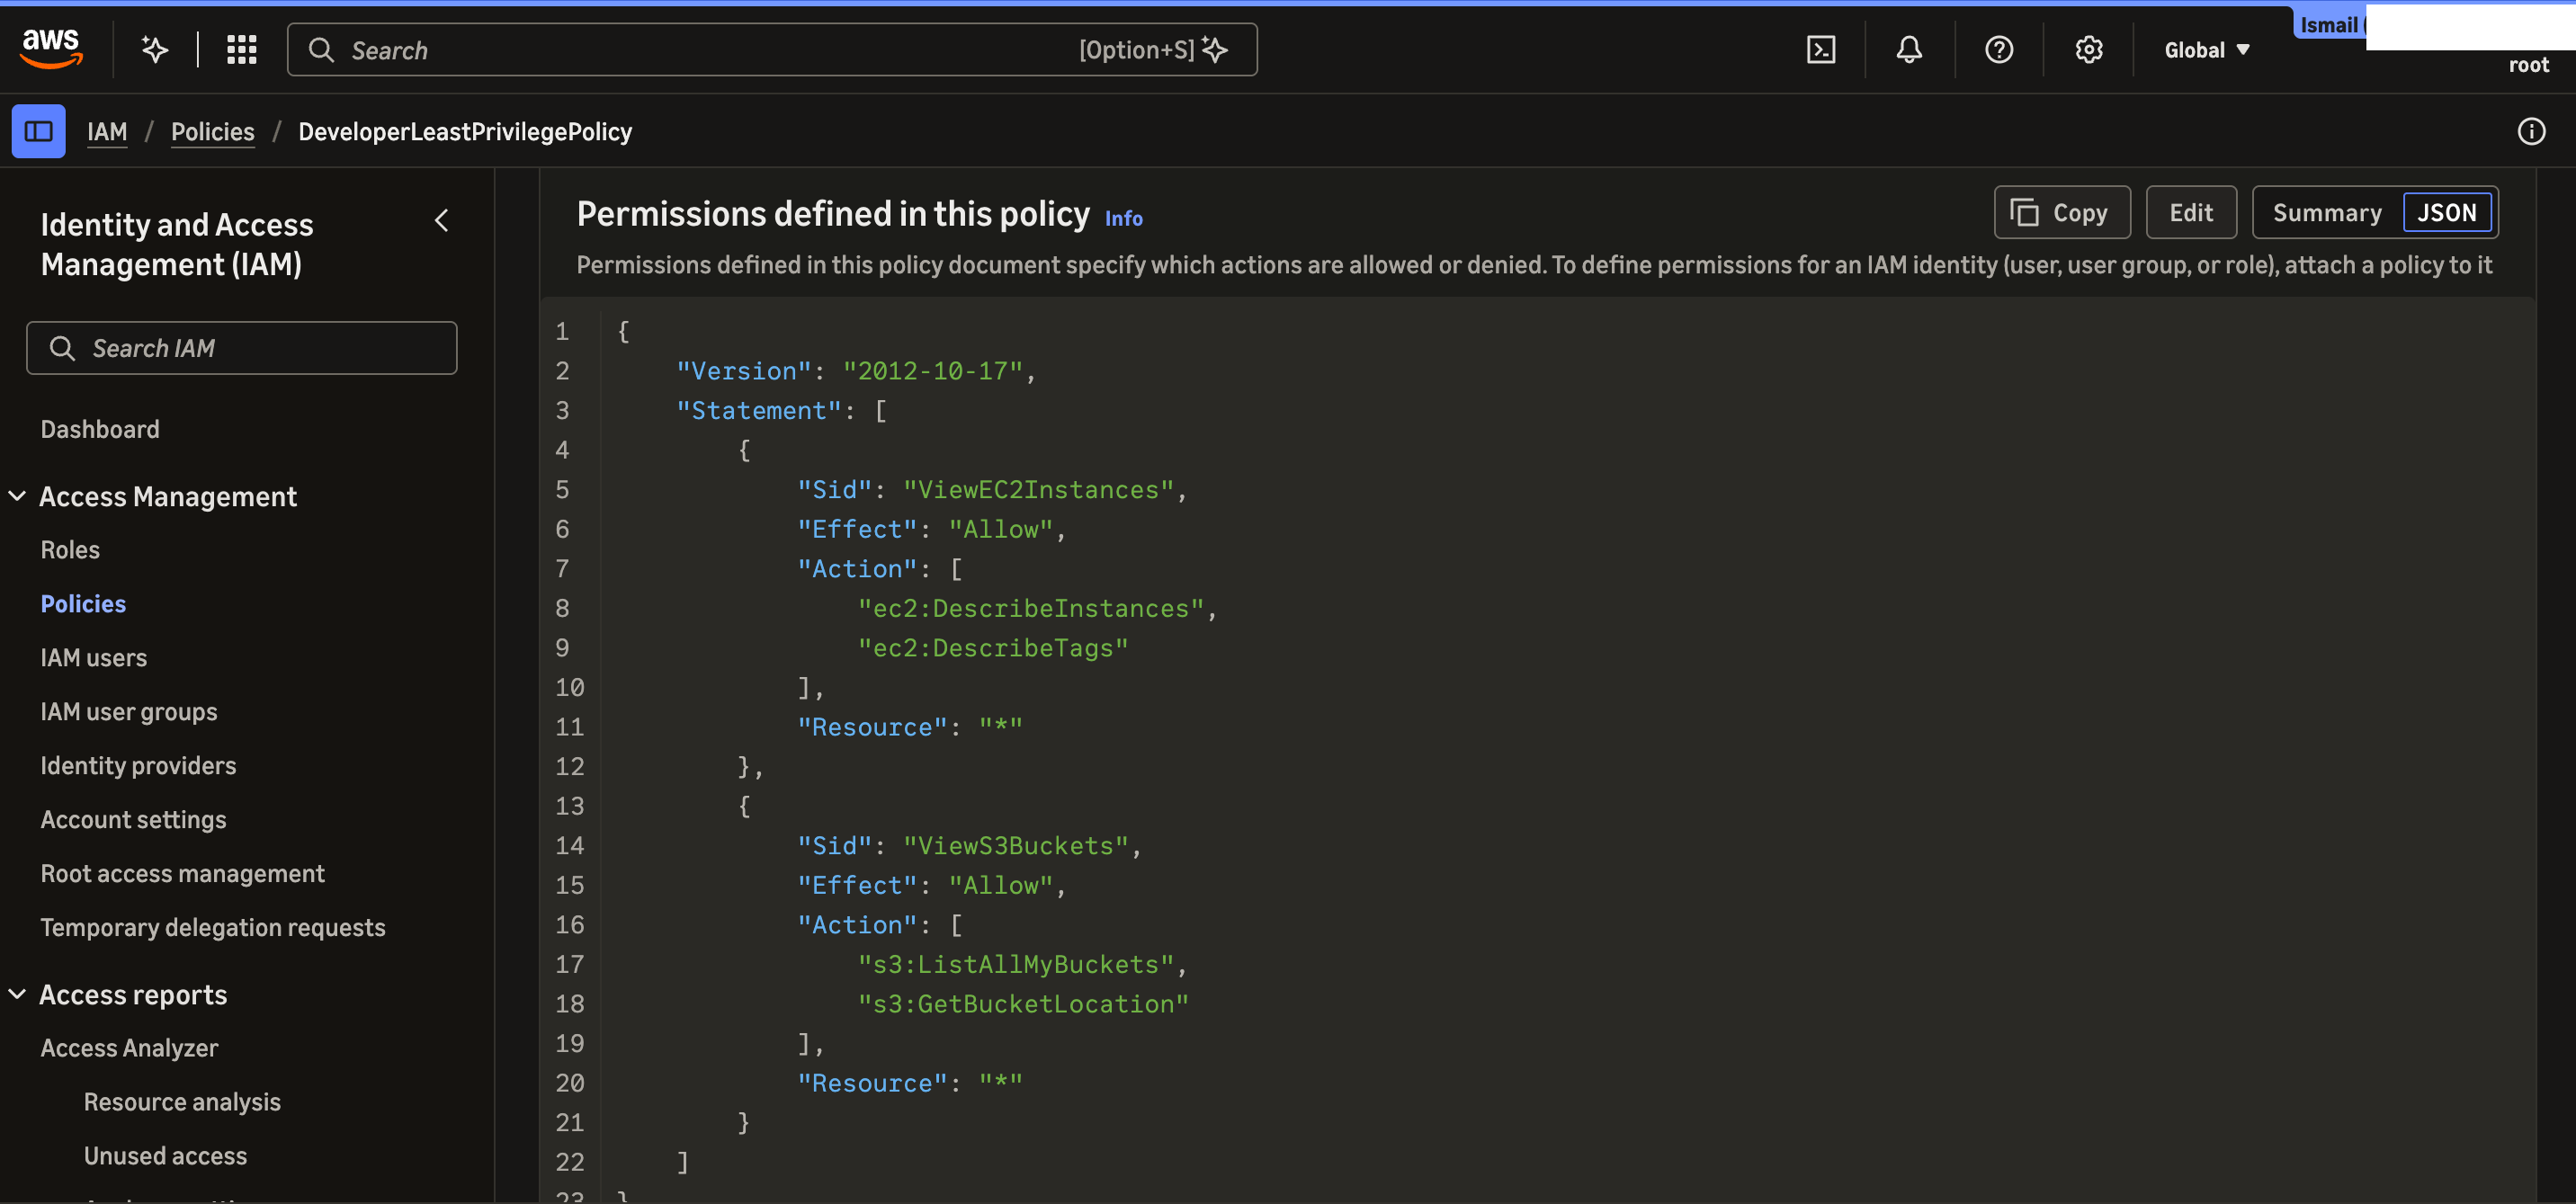 aws
Search [Option+S]
Global
Ismail (
root
IAM / Policies / DeveloperLeastPrivilegePolicy
Identity and Access
Management (IAM)
Search IAM
Dashboard
Access Management
Roles
Policies
IAM users
IAM user groups
Identity providers
Account settings
Root access management
Temporary delegation requests
Access reports
Access Analyzer
Resource analysis
Unused access
Permissions defined in this policy Info
Copy
Edit
Summary
JSON
Permissions defined in this policy document specify which actions are allowed or denied. To define permissions for an IAM identity (user, user group, or role), attach a policy to it
1 {
2 "Version": "2012-10-17",
3 "Statement": [
4 {
5 "Sid": "ViewEC2Instances",
6 "Effect": "Allow",
7 "Action": [
8 "ec2:DescribeInstances",
9 "ec2:DescribeTags"
10 ],
11 "Resource": "*"
12 },
13 {
14 "Sid": "ViewS3Buckets",
15 "Effect": "Allow",
16 "Action": [
17 "s3:ListAllMyBuckets",
18 "s3:GetBucketLocation"
19 ],
20 "Resource": "*"
21 }
22 ]
23 }